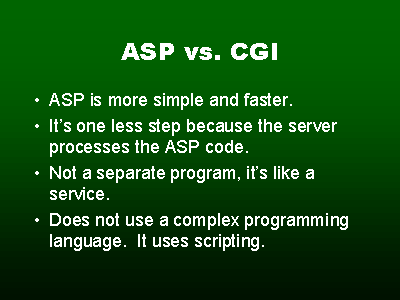 ASP vs. CGI
• ASP is more simple and faster.
• It's one less step because the server
processes the ASP code.
• Not a separate program, it's like a
service.
• Does not use a complex programming
language.  It uses scripting.